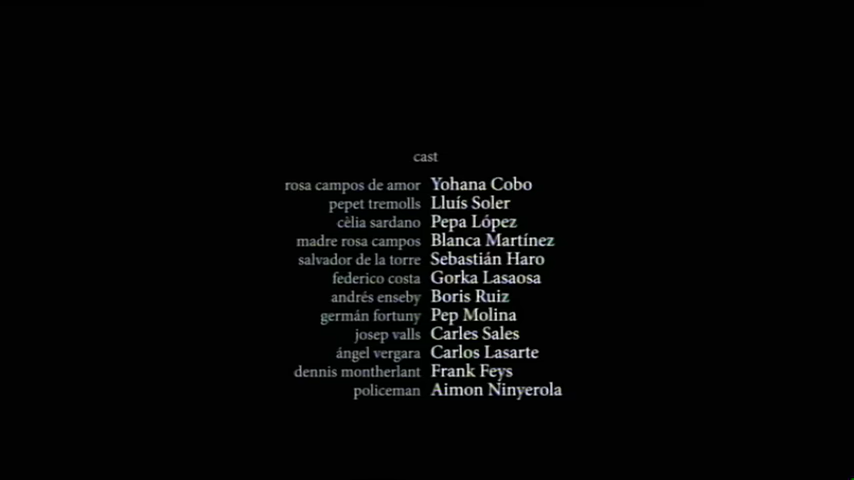 cast
rosa campos de amor Yohana Cobo
pepet tremolls Lluís Soler
cèlia sardano Pepa López
madre rosa campos Blanca Martínez
salvador de la torre Sebastián Haro
federico costa Gorka Lasaosa
andrés enseby Boris Ruiz
germán fortuny Pep Molina
josep valls Carles Sales
ángel vergara Carlos Lasarte
dennis montherlant Frank Feys
policeman Aimon Ninyerola